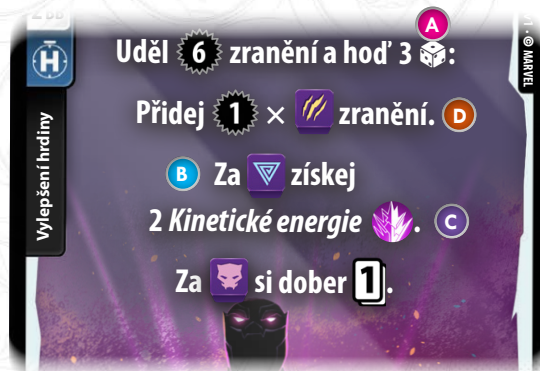 A
Uděl 6 zranění a hoď 3 :
Přidej 1 × zranění. D
B Za získej
2 Kinetické energie . C
Za si dober 1.
H
Vylepšení hrdiny
© MARVEL